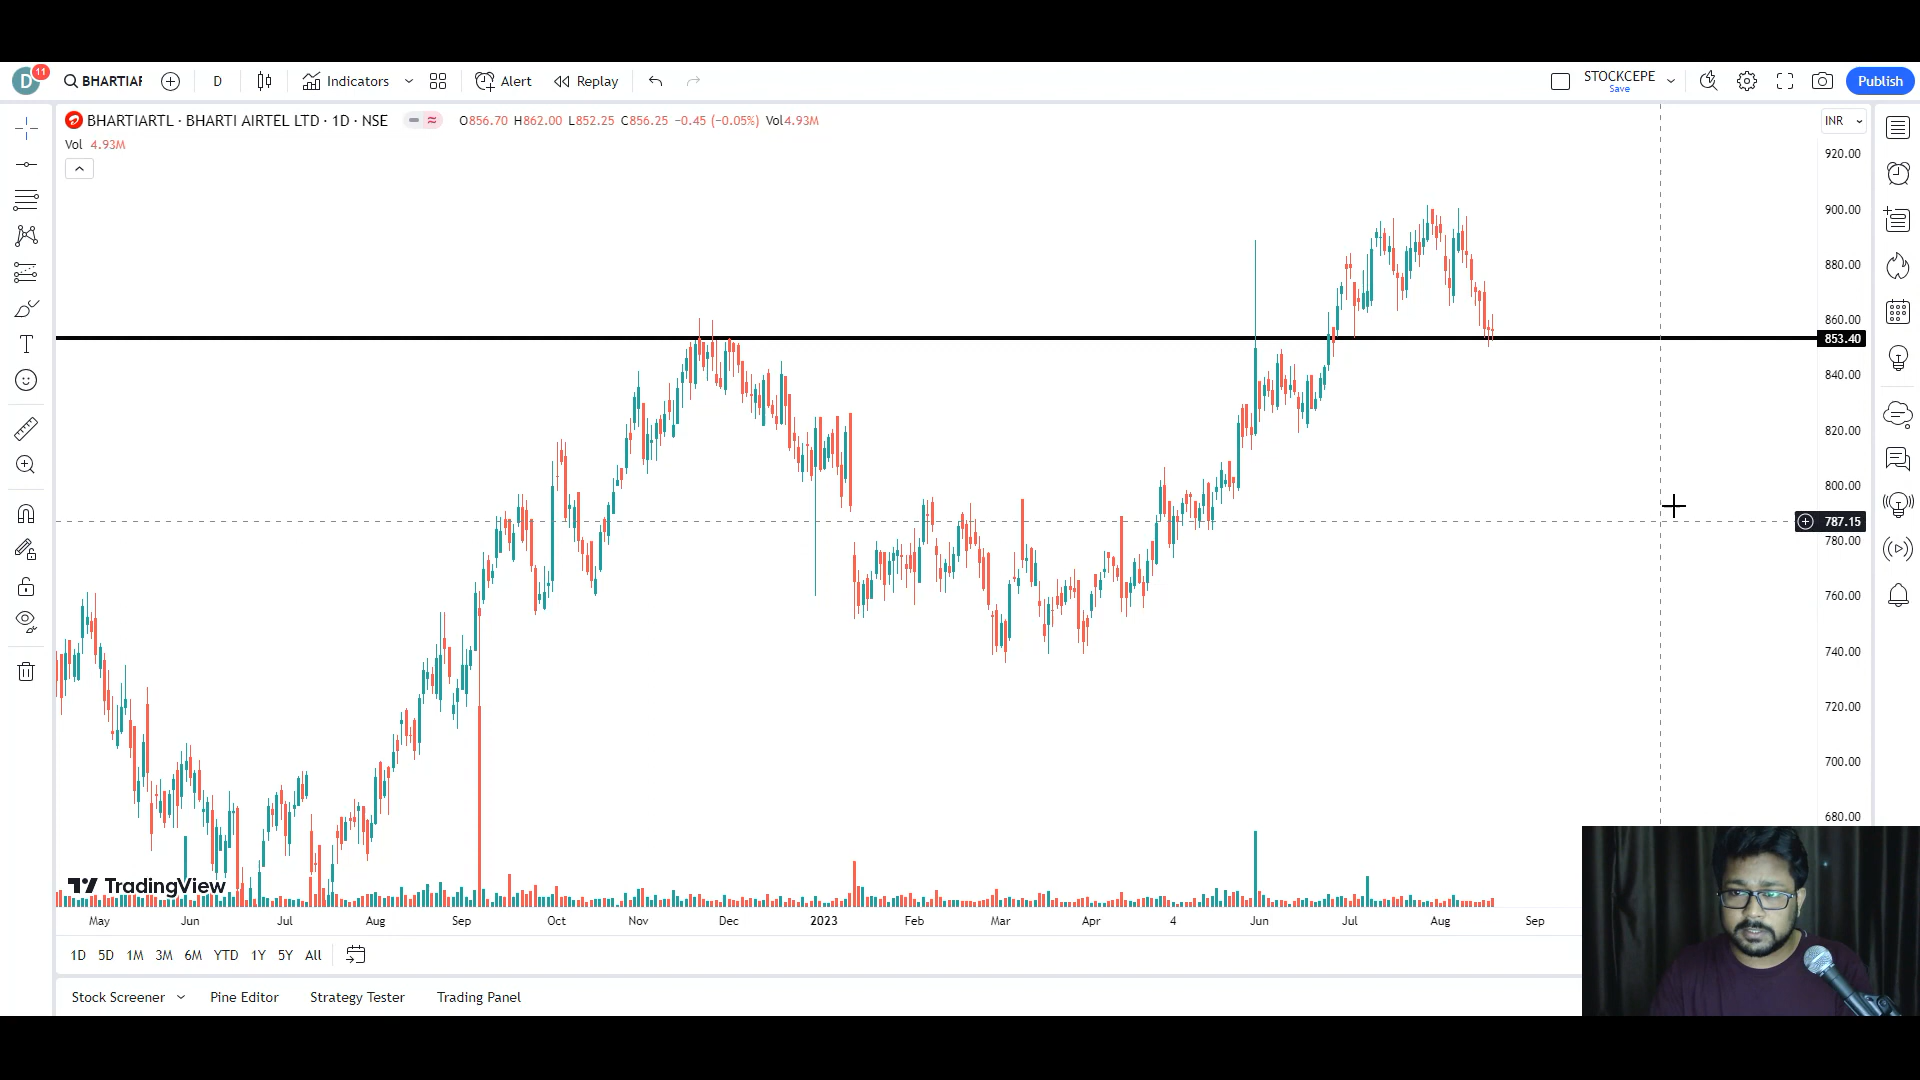 D 11 BHARTIAR D Indicators Alert Replay STOCKCEPE Save Publish
BHARTIARTL · BHARTI AIRTEL LTD · 1D · NSE O856.70 H862.00 L852.25 C856.25 −0.45 (−0.05%) Vol4.93M INR
Vol 4.93M
920.00
900.00
880.00
860.00
853.40
840.00
820.00
800.00
787.15
780.00
760.00
740.00
720.00
700.00
680.00
TradingView
May Jun Jul Aug Sep Oct Nov Dec 2023 Feb Mar Apr 4 Jun Jul Aug Sep
1D 5D 1M 3M 6M YTD 1Y 5Y All
Stock Screener Pine Editor Strategy Tester Trading Panel